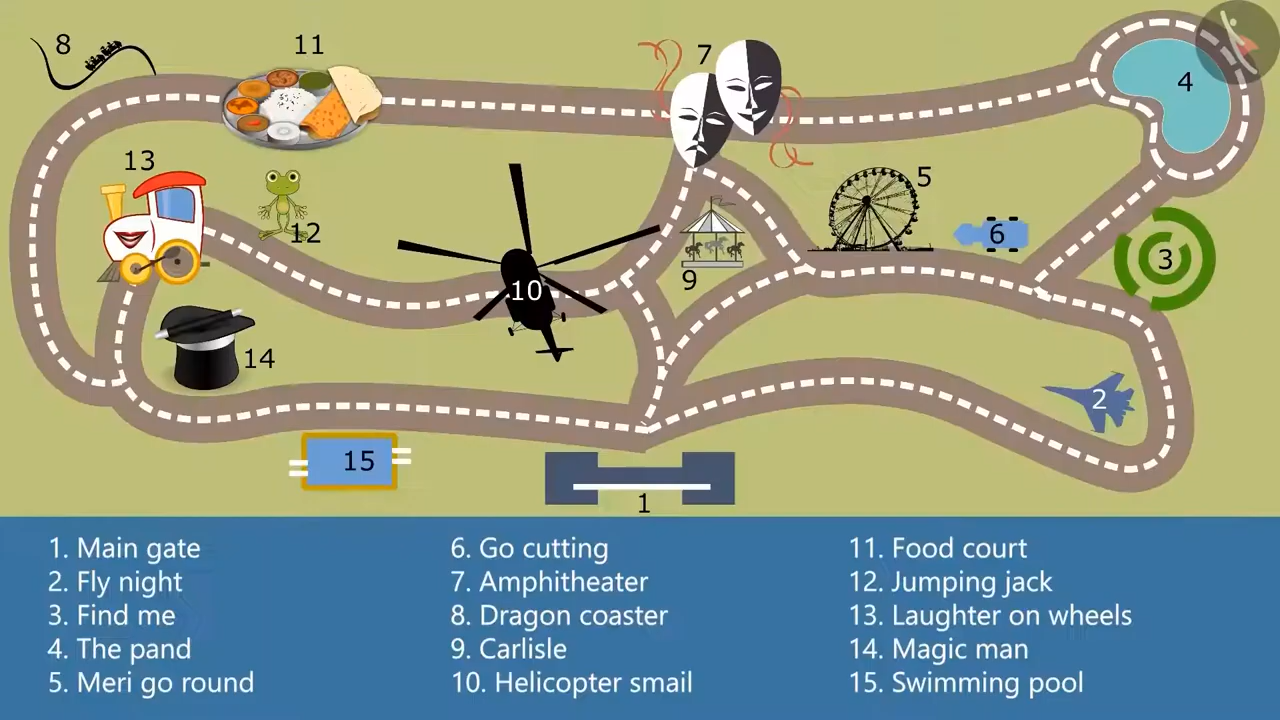 8
11
7
4
13
5
12
6
3
9
10
14
2
15
1
1. Main gate
2. Fly night
3. Find me
4. The pand
5. Meri go round
6. Go cutting
7. Amphitheater
8. Dragon coaster
9. Carlisle
10. Helicopter smail
11. Food court
12. Jumping jack
13. Laughter on wheels
14. Magic man
15. Swimming pool